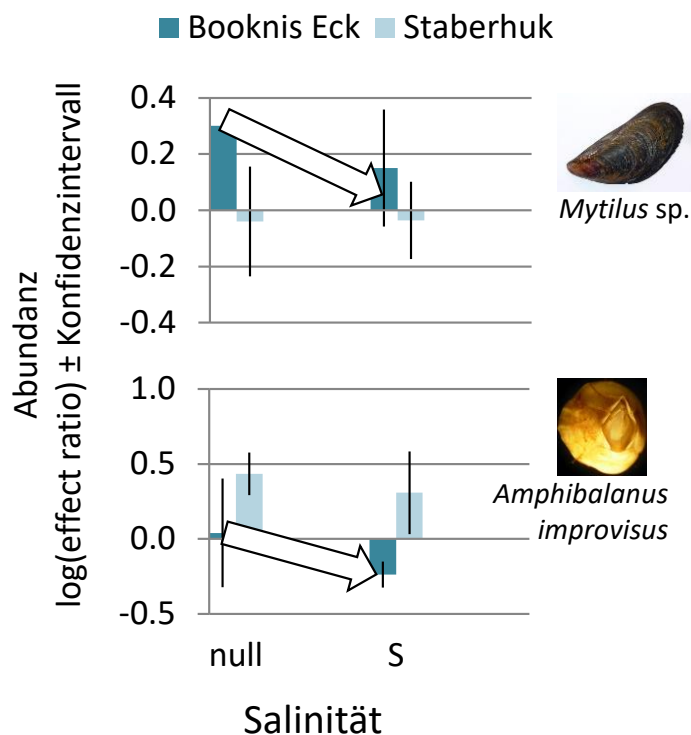 Booknis Eck Staberhuk
Abundanz
log(effect ratio) ± Konfidenzintervall
0.4
0.2
0.0
-0.2
-0.4
Mytilus sp.
1.0
0.5
0.0
-0.5
Amphibalanus
improvisus
null S
Salinität